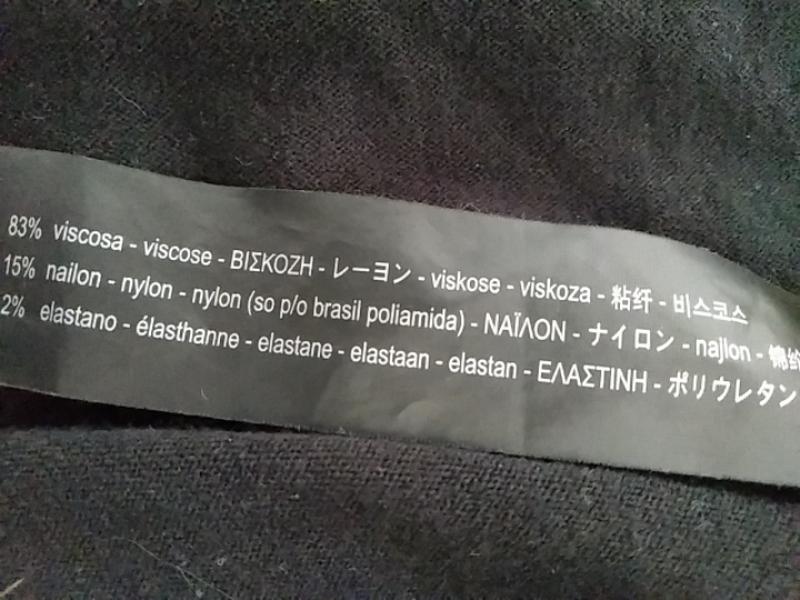 83% viscosa - viscose - ΒΙΣΚΟΖΗ - レーヨン - viskose - viskoza - 粘纤 - 비스코스
15% nailon - nylon - nylon (so p/o brasil poliamida) - ΝΑΪΛΟΝ - ナイロン - najlon - 锦纶
2% elastano - élasthanne - elastane - elastaan - elastan - ΕΛΑΣΤΙΝΗ - ポリウレタン